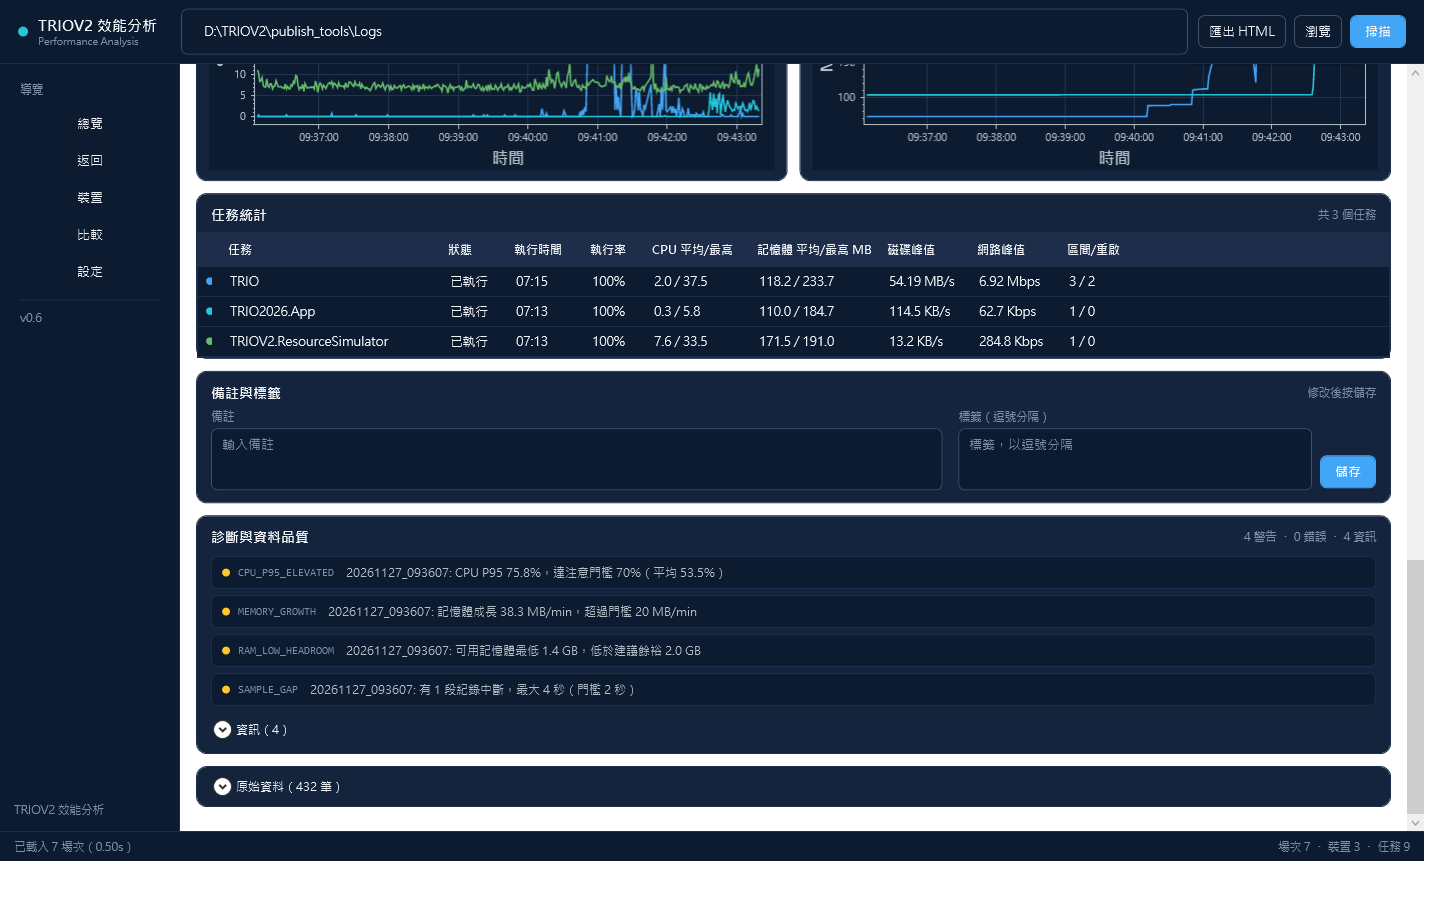 TRIOV2 效能分析
Performance Analysis
D:\TRIOV2\publish_tools\Logs
匯出 HTML
瀏覽
掃描
導覽
總覽
返回
裝置
比較
設定
v0.6
10
5
0
09:37:00 09:38:00 09:39:00 09:40:00 09:41:00 09:42:00 09:43:00
時間
100
09:37:00 09:38:00 09:39:00 09:40:00 09:41:00 09:42:00 09:43:00
時間
任務統計 共 3 個任務
任務 狀態 執行時間 執行率 CPU 平均/最高 記憶體 平均/最高 MB 磁碟峰值 網路峰值 區間/重啟
TRIO 已執行 07:15 100% 2.0 / 37.5 118.2 / 233.7 54.19 MB/s 6.92 Mbps 3 / 2
TRIO2026.App 已執行 07:13 100% 0.3 / 5.8 110.0 / 184.7 114.5 KB/s 62.7 Kbps 1 / 0
TRIOV2.ResourceSimulator 已執行 07:13 100% 7.6 / 33.5 171.5 / 191.0 13.2 KB/s 284.8 Kbps 1 / 0
備註與標籤 修改後按儲存
備註
輸入備註
標籤（逗號分隔）
標籤，以逗號分隔
儲存
診斷與資料品質 4 警告 · 0 錯誤 · 4 資訊
CPU_P95_ELEVATED 20261127_093607: CPU P95 75.8%，達注意門檻 70%（平均 53.5%）
MEMORY_GROWTH 20261127_093607: 記憶體成長 38.3 MB/min，超過門檻 20 MB/min
RAM_LOW_HEADROOM 20261127_093607: 可用記憶體最低 1.4 GB，低於建議餘裕 2.0 GB
SAMPLE_GAP 20261127_093607: 有 1 段紀錄中斷，最大 4 秒（門檻 2 秒）
資訊（4）
原始資料（432 筆）
TRIOV2 效能分析
已載入 7 場次（0.50s） 場次 7 · 裝置 3 · 任務 9